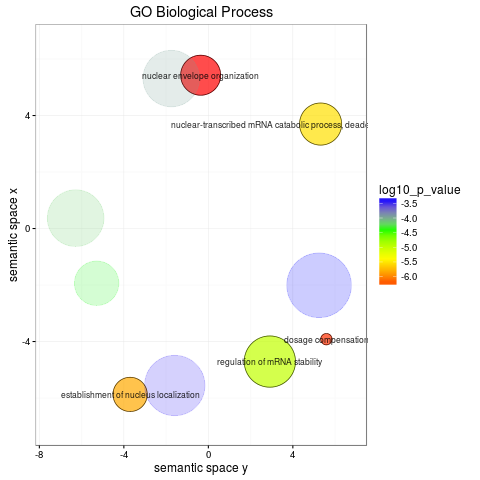 GO Biological Process
nuclear envelope organization
nuclear-transcribed mRNA catabolic process, deade
dosage compensation
regulation of mRNA stability
establishment of nucleus localization
semantic space x
4
0
-4
-8
-4
0
4
semantic space y
log10_p_value
-3.5
-4.0
-4.5
-5.0
-5.5
-6.0